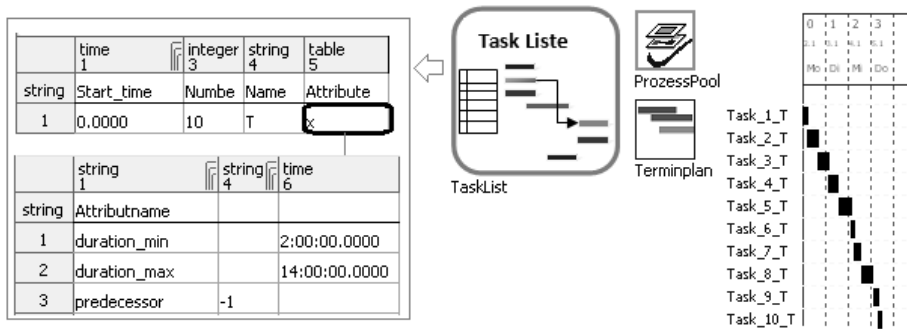 time integer string table
1 3 4 5
string Start_time Numbe Name Attribute
1 0.0000 10 T x
string string time
1 4 6
string Attributname
1 duration_min 2:00:00.0000
2 duration_max 14:00:00.0000
3 predecessor -1
Task Liste
TaskList
ProzessPool
Terminplan
0 1 2 3
Mo Di Mi Do
Task_1_T
Task_2_T
Task_3_T
Task_4_T
Task_5_T
Task_6_T
Task_7_T
Task_8_T
Task_9_T
Task_10_T